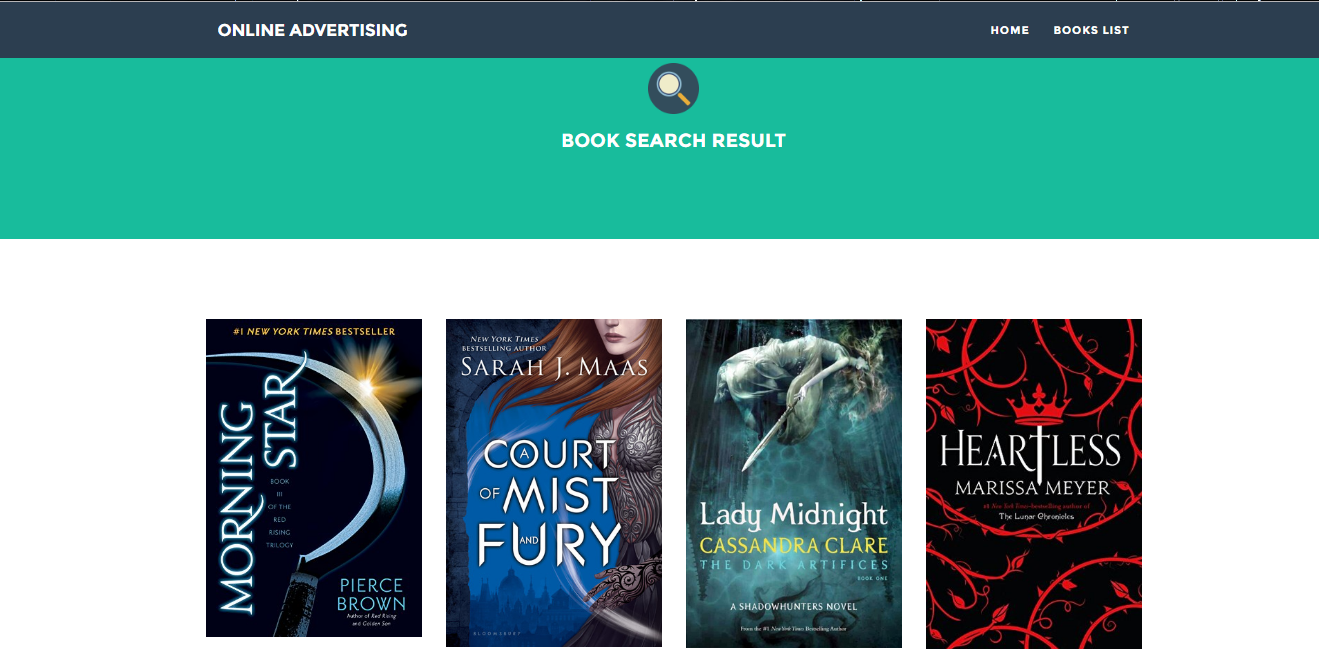 ONLINE ADVERTISING
HOME
BOOKS LIST
BOOK SEARCH RESULT
#1 NEW YORK TIMES BESTSELLER
MORNING
STAR
BOOK
III
OF THE
RED
RISING
TRILOGY
PIERCE
BROWN
Author of Red Rising
and Golden Son
NEW YORK TIMES
BESTSELLING AUTHOR
SARAH J. MAAS
A
COURT
OF MIST
AND
FURY
BLOOMSBURY
Lady Midnight
CASSANDRA CLARE
THE DARK ARTIFICES
BOOK ONE
A SHADOWHUNTERS NOVEL
From the #1 New York Times Bestselling Author
HEARTLESS
MARISSA MEYER
#1 New York Times–bestselling author of
The Lunar Chronicles